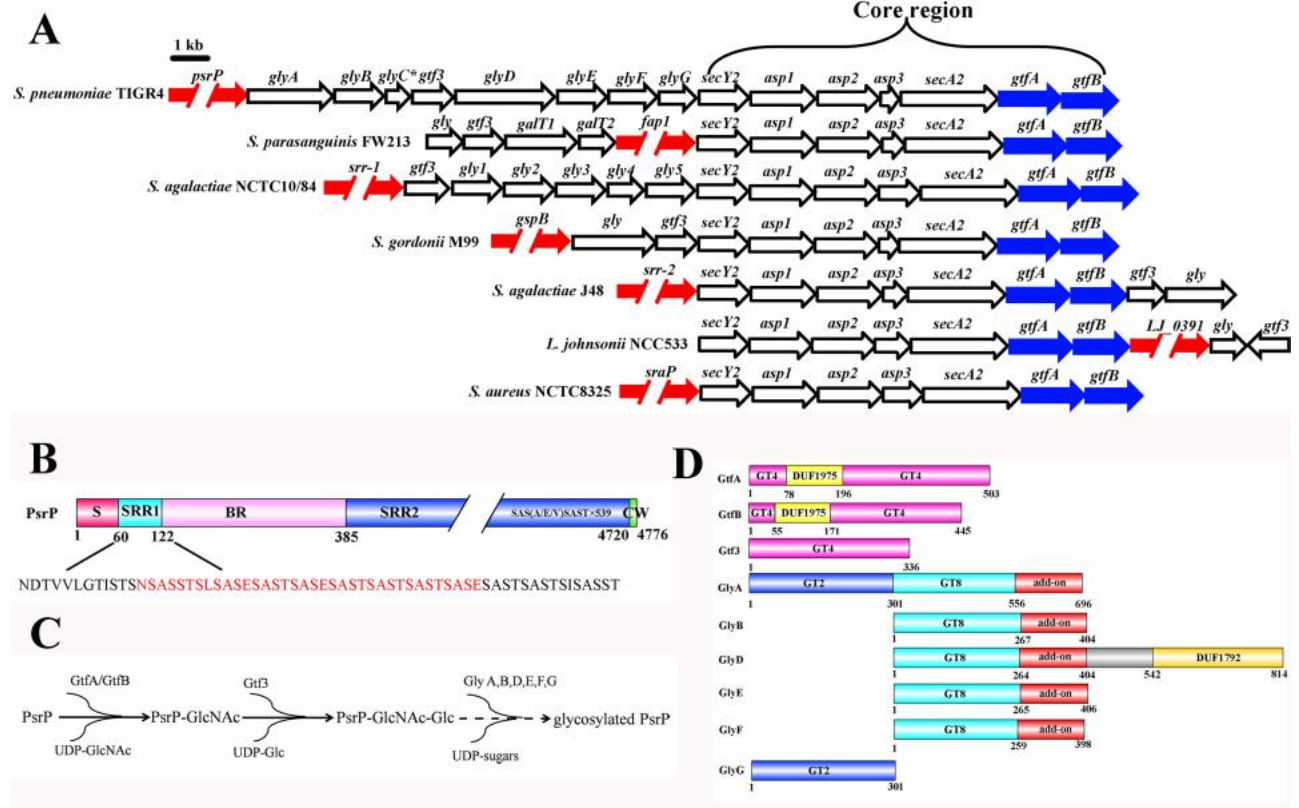 A
Core region
1 kb
psrP glyA glyB glyC* gtf3 glyD glyE glyF glyG secY2 asp1 asp2 asp3 secA2 gtfA gtfB
S. pneumoniae TIGR4
gly gtf3 galT1 galT2 fap1 secY2 asp1 asp2 asp3 secA2 gtfA gtfB
S. parasanguinis FW213
srr-1 gtf3 gly1 gly2 gly3 gly4 gly5 secY2 asp1 asp2 asp3 secA2 gtfA gtfB
S. agalactiae NCTC10/84
gspB gly gtf3 secY2 asp1 asp2 asp3 secA2 gtfA gtfB
S. gordonii M99
srr-2 secY2 asp1 asp2 asp3 secA2 gtfA gtfB gtf3 gly
S. agalactiae J48
secY2 asp1 asp2 asp3 secA2 gtfA gtfB LJ_0391 gly gtf3
L. johnsonii NCC533
sraP secY2 asp1 asp2 asp3 secA2 gtfA gtfB
S. aureus NCTC8325
B
PsrP S SRR1 BR SRR2 SAS(A/E/V)SAST×539 CW
1 60 122 385 4720 4776
NDTVVLGTISTSNSASSTSLSASESASTSASESASTSASTSASTSASESASTSASTSISASST
C
GtfA/GtfB Gtf3 Gly A,B,D,E,F,G
PsrP PsrP-GlcNAc PsrP-GlcNAc-Glc glycosylated PsrP
UDP-GlcNAc UDP-Glc UDP-sugars
D
GtfA GT4 DUF1975 GT4
1 78 196 503
GtfB GT4 DUF1975 GT4
1 55 171 445
Gtf3 GT4
1 336
GlyA GT2 GT8 add-on
1 301 556 696
GlyB GT8 add-on
1 267 404
GlyD GT8 add-on DUF1792
1 264 404 542 814
GlyE GT8 add-on
1 265 406
GlyF GT8 add-on
1 259 398
GlyG GT2
1 301